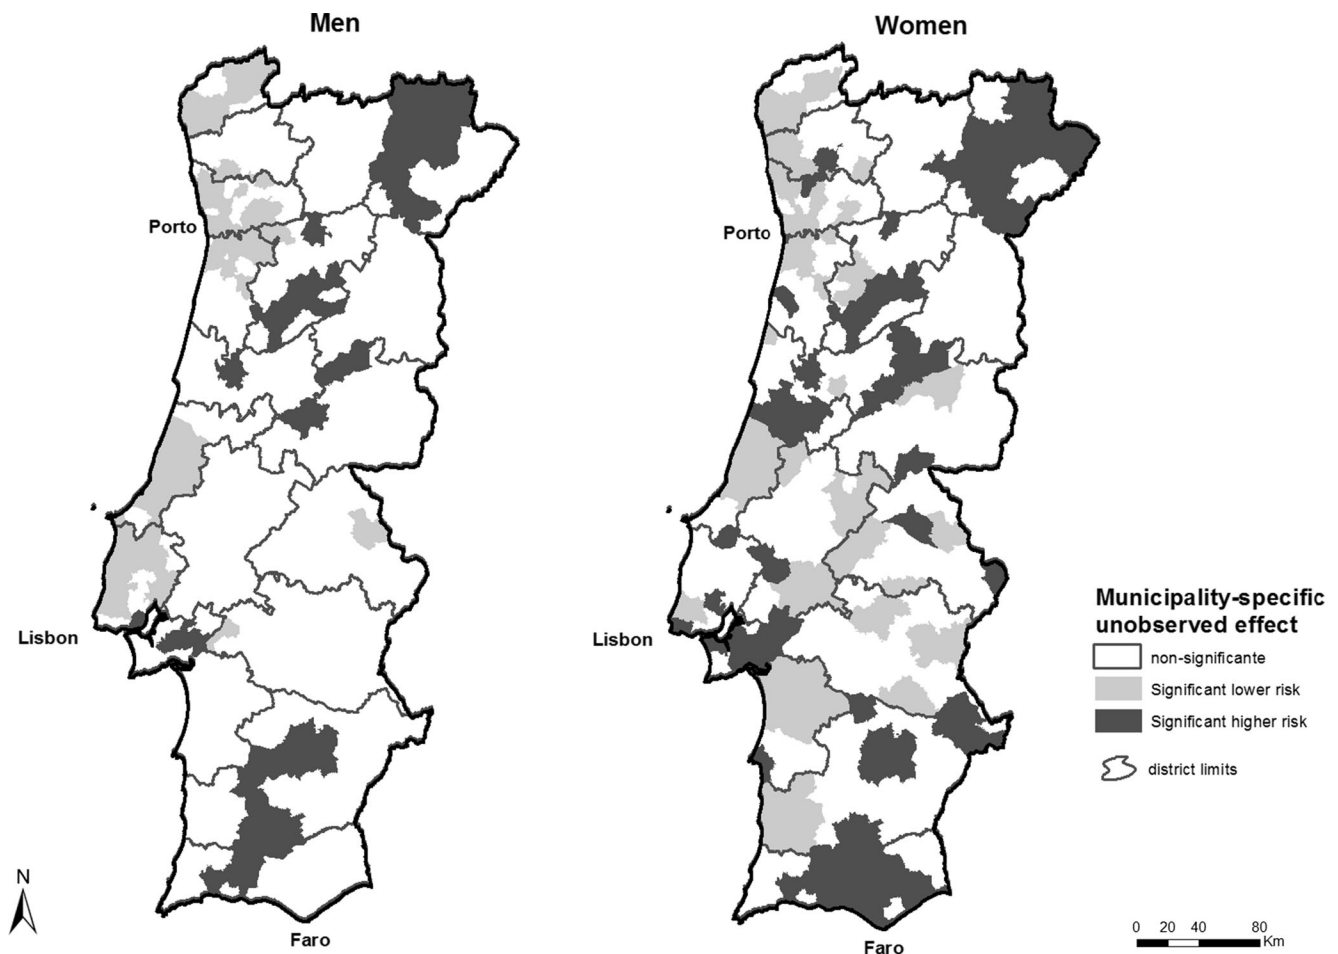 Men
Women
Porto
Porto
Lisbon
Lisbon
Municipality-specific
unobserved effect
non-significante
Significant lower risk
Significant higher risk
district limits
N
Faro
Faro
0 20 40 80
Km